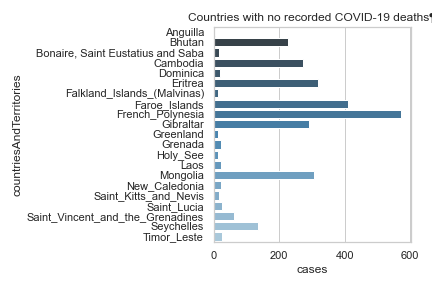 Countries with no recorded COVID-19 deaths¶
countriesAndTerritories
Anguilla
Bhutan
Bonaire, Saint Eustatius and Saba
Cambodia
Dominica
Eritrea
Falkland_Islands_(Malvinas)
Faroe_Islands
French_Polynesia
Gibraltar
Greenland
Grenada
Holy_See
Laos
Mongolia
New_Caledonia
Saint_Kitts_and_Nevis
Saint_Lucia
Saint_Vincent_and_the_Grenadines
Seychelles
Timor_Leste
0 200 400 600
cases